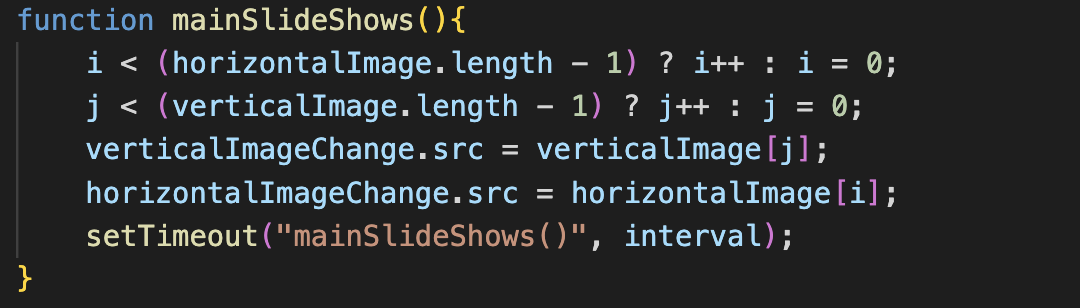 function mainSlideShows(){
    i < (horizontalImage.length - 1) ? i++ : i = 0;
    j < (verticalImage.length - 1) ? j++ : j = 0;
    verticalImageChange.src = verticalImage[j];
    horizontalImageChange.src = horizontalImage[i];
    setTimeout("mainSlideShows()", interval);
}